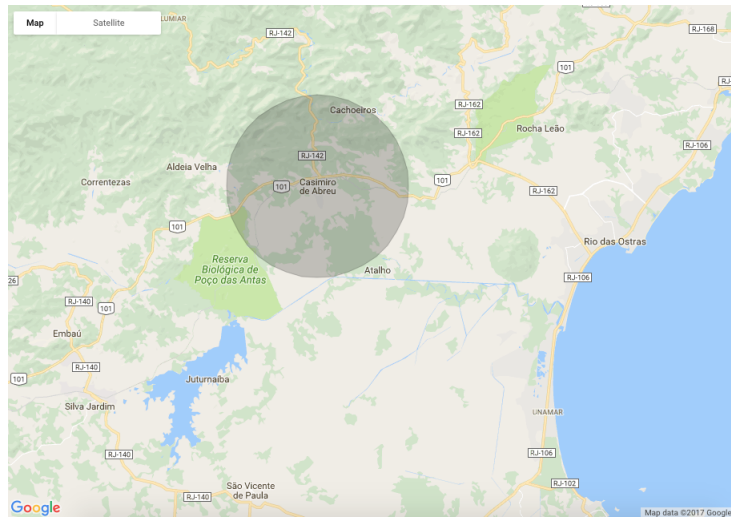 Map
Satellite
LUMIAR
RJ-142
RJ-168
101
Cachoeiros
RJ-162
RJ-162
Rocha Leão
RJ-106
RJ-142
Aldeia Velha
Correntezas
101
Casimiro
de Abreu
101
RJ-162
101
Rio das Ostras
Reserva
Biológica de
Poço das Antas
Atalho
RJ-106
26
RJ-140
101
Embaú
RJ-140
101
Juturnaíba
Silva Jardim
UNAMAR
RJ-140
RJ-106
São Vicente
de Paula
RJ-140
RJ-102
Google
Map data ©2017 Google